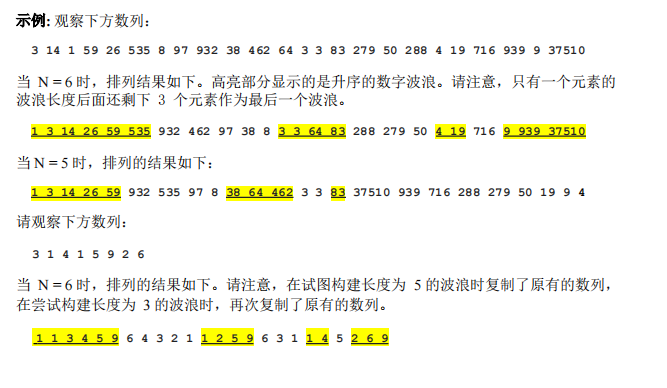 示例: 观察下方数列：
3 14 1 59 26 535 8 97 932 38 462 64 3 3 83 279 50 288 4 19 716 939 9 37510
当 N = 6 时，排列结果如下。高亮部分显示的是升序的数字波浪。请注意，只有一个元素的
波浪长度后面还剩下 3 个元素作为最后一个波浪。
1 3 14 26 59 535 932 462 97 38 8 3 3 64 83 288 279 50 4 19 716 9 939 37510
当 N = 5 时，排列的结果如下：
1 3 14 26 59 932 535 97 8 38 64 462 3 3 83 37510 939 716 288 279 50 19 9 4
请观察下方数列：
3 1 4 1 5 9 2 6
当 N = 6 时，排列的结果如下。请注意，在试图构建长度为 5 的波浪时复制了原有的数列，
在尝试构建长度为 3 的波浪时，再次复制了原有的数列。
1 1 3 4 5 9 6 4 3 2 1 1 2 5 9 6 3 1 1 4 5 2 6 9